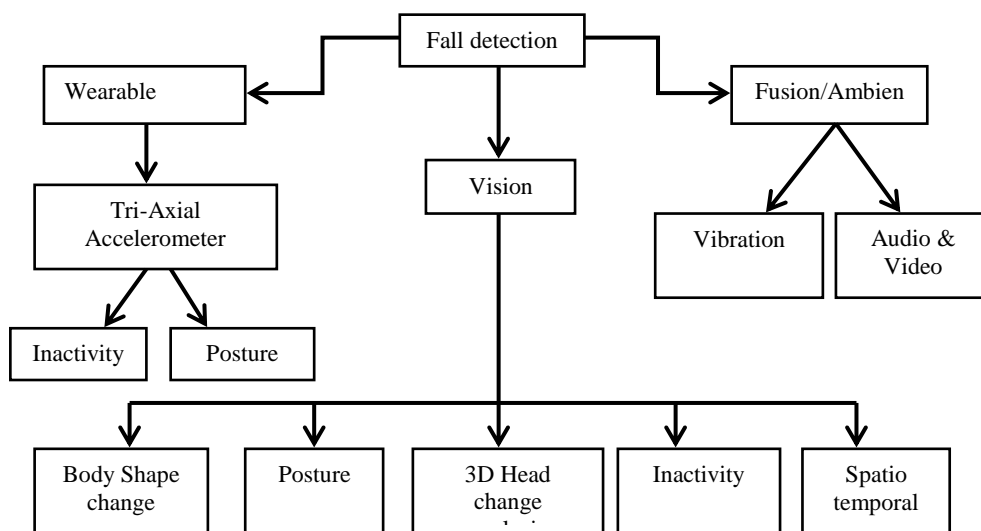 Fall detection
Wearable
Fusion/Ambien
Vision
Tri-Axial
Accelerometer
Vibration
Audio &
Video
Inactivity
Posture
Body Shape
change
Posture
3D Head
change
Inactivity
Spatio
temporal